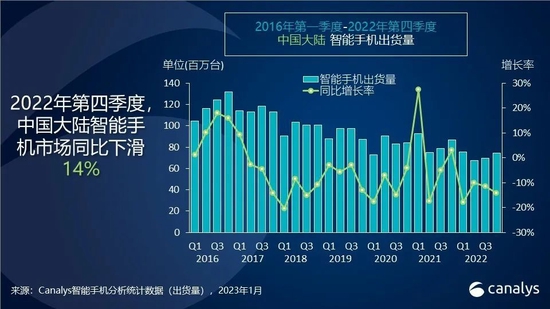 2016年第一季度-2022年第四季度
中国大陆 智能手机出货量
2022年第四季度，
中国大陆智能手
机市场同比下滑
14%
单位(百万台)
增长率
智能手机出货量
同比增长率
140
120
100
80
60
40
20
0
30%
20%
10%
0%
-10%
-20%
-30%
Q1 Q3 Q1 Q3 Q1 Q3 Q1 Q3 Q1 Q3 Q1 Q3 Q1 Q3
2016 2017 2018 2019 2020 2021 2022
来源：Canalys智能手机分析统计数据（出货量），2023年1月
canalys